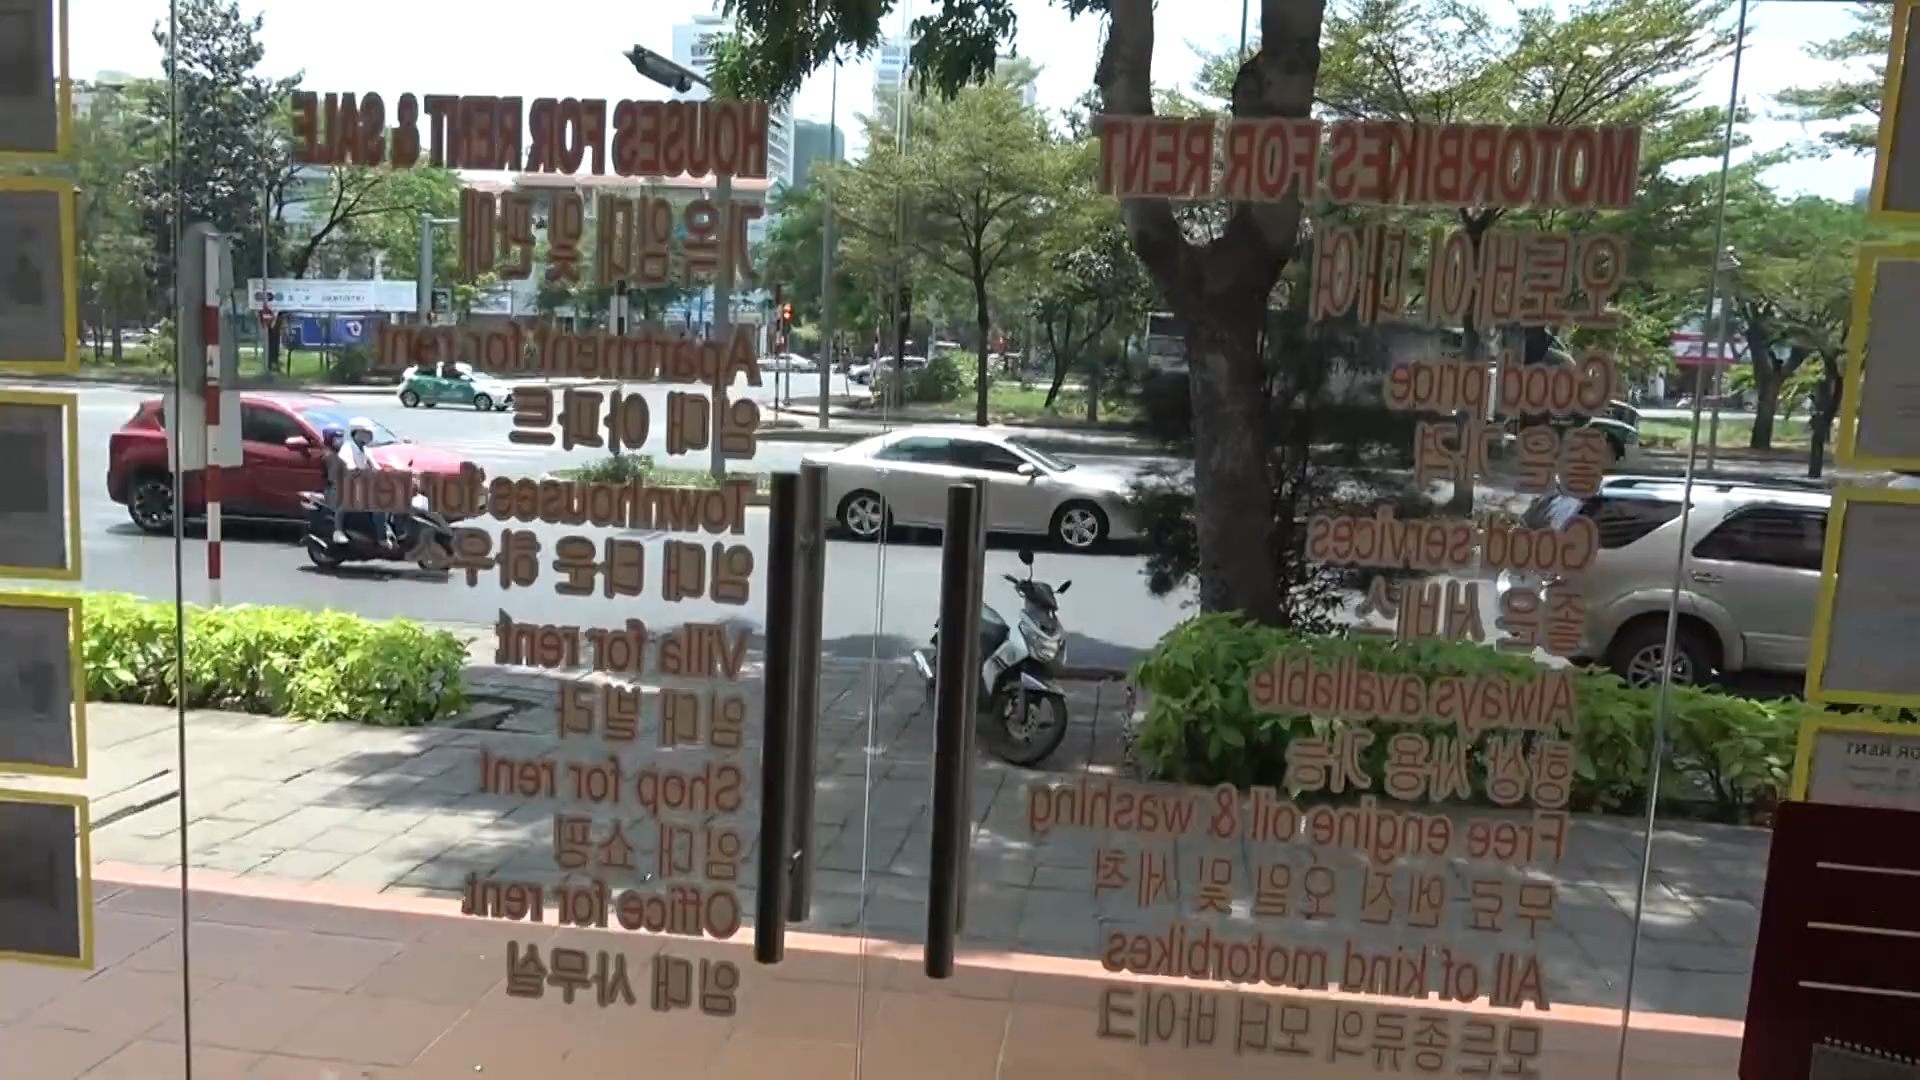 HOUSES FOR RENT & SALE
가옥 임대 및 판매
Apartment for rent
임대 아파트
Townhouses for rent
임대 타운 하우스
Villa for rent
임대 빌라
Shop for rent
임대 쇼핑
Office for rent
임대 사무실
MOTORBIKES FOR RENT
오토바이 대여
Good price
좋은 가격
Good services
좋은 서비스
Always available
항상 사용 가능
Free engine oil & washing
무료 엔진 오일 및 세척
All of kind motorbikes
모든 종류의 모터 바이크
FOR RENT